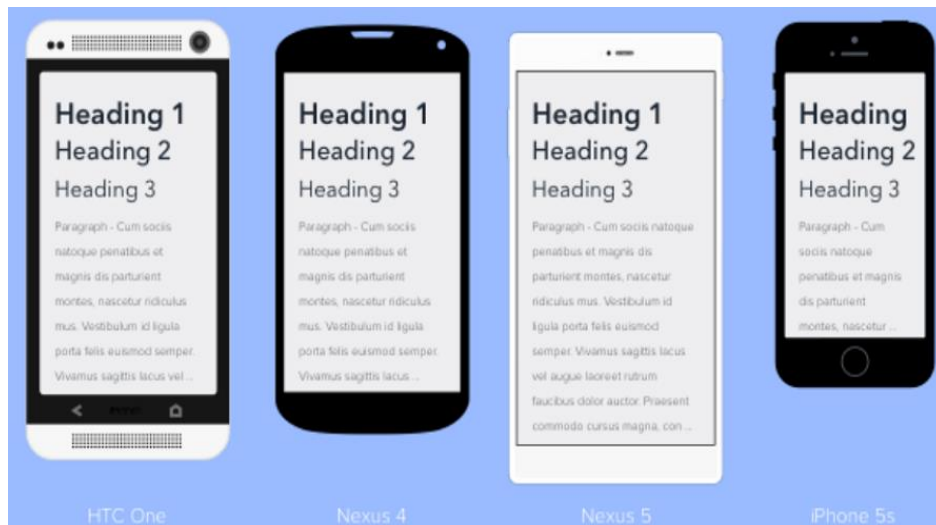 Heading 1
Heading 2
Heading 3
Paragraph - Cum sociis
natoque penatibus et
magnis dis parturient
montes, nascetur ridiculus
mus. Vestibulum id ligula
porta felis euismod semper.
Vivamus sagittis lacus vel ...
HTC One
Heading 1
Heading 2
Heading 3
Paragraph - Cum sociis
natoque penatibus et
magnis dis parturient
montes, nascetur ridiculus
mus. Vestibulum id ligula
porta felis euismod semper.
Vivamus sagittis lacus ...
Nexus 4
Heading 1
Heading 2
Heading 3
Paragraph - Cum sociis natoque
penatibus et magnis dis
parturient montes, nascetur
ridiculus mus. Vestibulum id
ligula porta felis euismod
semper. Vivamus sagittis lacus
vel augue laoreet rutrum
faucibus dolor auctor. Praesent
commodo cursus magna, con ...
Nexus 5
Heading
Heading 2
Heading 3
Paragraph - Cum
sociis natoque
penatibus et magnis
dis parturient
montes, nascetur ...
iPhone 5s